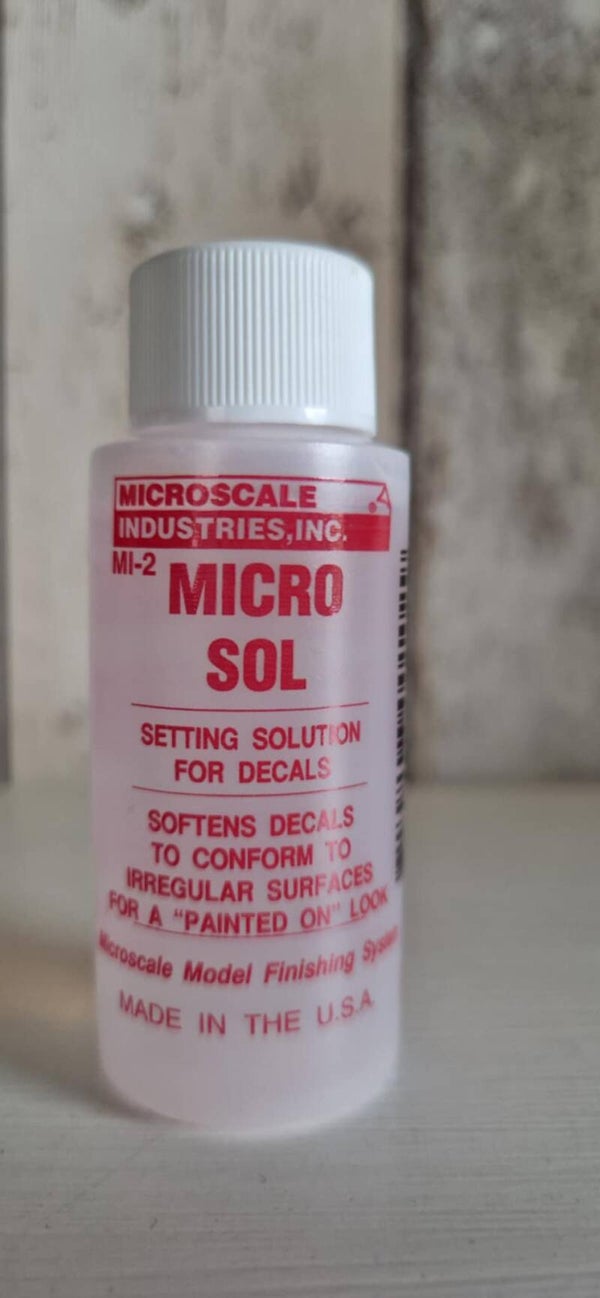 MICROSCALE
INDUSTRIES,INC.
MI-2
MICRO
SOL
SETTING SOLUTION
FOR DECALS
SOFTENS DECALS
TO CONFORM TO
IRREGULAR SURFACES
FOR A "PAINTED ON" LOOK
Microscale Model Finishing System
MADE IN THE U.S.A.